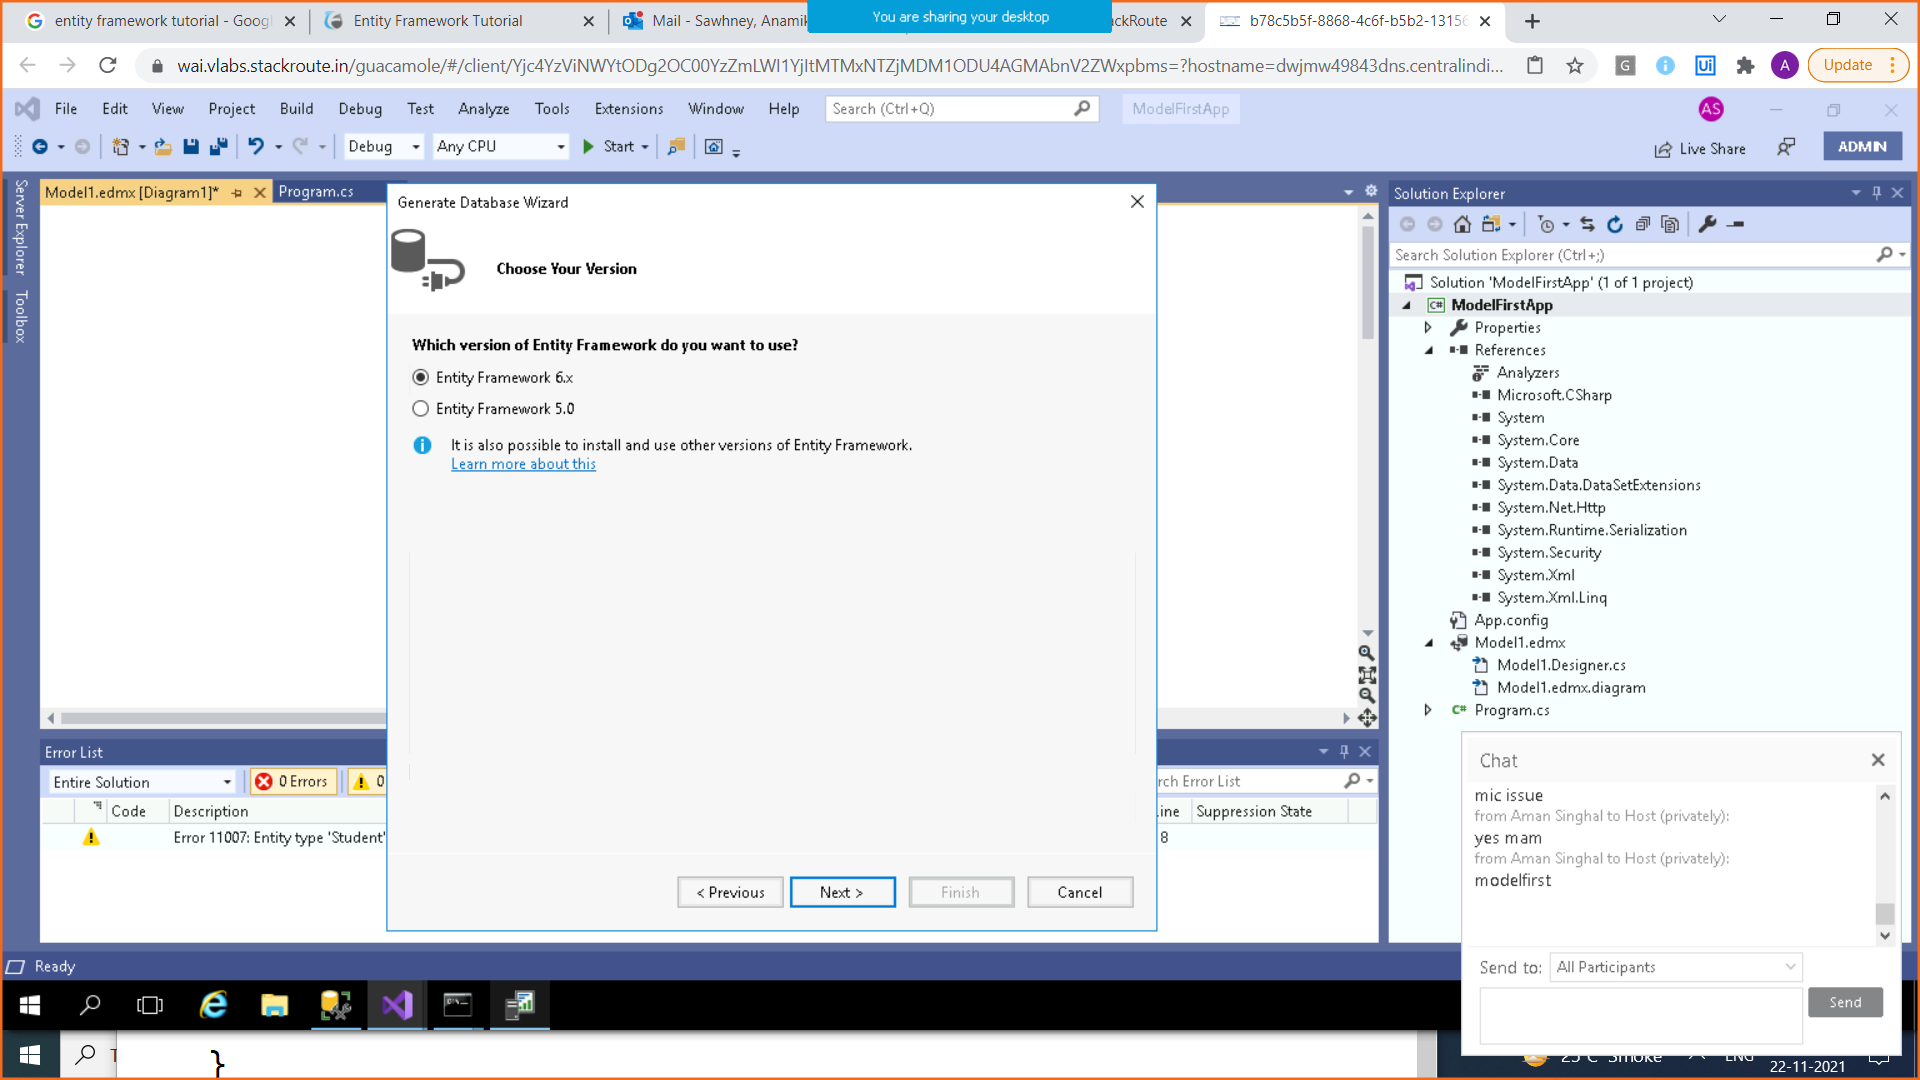 entity framework tutorial - Goog
Entity Framework Tutorial
Mail - Sawhney, Anamik
You are sharing your desktop
ckRoute
b78c5b5f-8868-4c6f-b5b2-13156
wai.vlabs.stackroute.in/guacamole/#/client/
A
Update
File Edit View Project Build Debug Test Analyze Tools Extensions Window Help
Search (Ctrl+Q)
ModelFirstApp
AS
Debug
Any CPU
Start
Live Share
ADMIN
Server Explorer
Toolbox
Model1.edmx [Diagram1]*
Program.cs
Generate Database Wizard
Choose Your Version
Which version of Entity Framework do you want to use?
Entity Framework 6.x
Entity Framework 5.0
It is also possible to install and use other versions of Entity Framework.
Learn more about this
< Previous
Next >
Finish
Cancel
Solution Explorer
Search Solution Explorer (Ctrl+;)
Solution 'ModelFirstApp' (1 of 1 project)
C# ModelFirstApp
Properties
References
Analyzers
Microsoft.CSharp
System
System.Core
System.Data
System.Data.DataSetExtensions
System.Net.Http
System.Runtime.Serialization
System.Security
System.Xml
System.Xml.Linq
App.config
Model1.edmx
Model1.Designer.cs
Model1.edmx.diagram
C# Program.cs
Error List
Entire Solution
0 Errors
0
rch Error List
Code
Description
ine
Suppression State
Error 11007: Entity type 'Student'
8
Chat
mic issue
from Aman Singhal to Host (privately):
yes mam
from Aman Singhal to Host (privately):
modelfirst
Send to:
All Participants
Send
Ready
}
25°C Smoke
ENG
22-11-2021